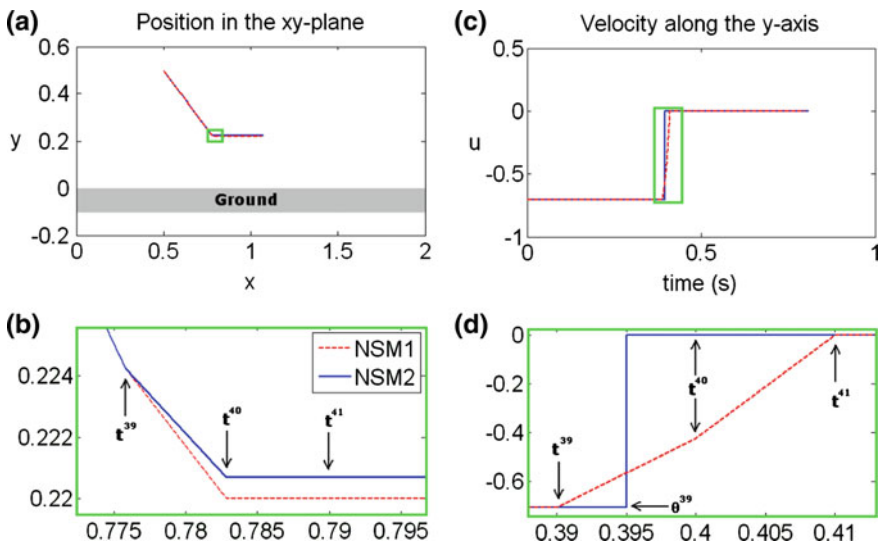 (a) Position in the xy-plane
0.6
0.4
y
0.2
0
Ground
-0.2
0 0.5 1 1.5 2
x
(c) Velocity along the y-axis
0.5
0
u
-0.5
-1
0 0.5 1
time (s)
(b)
NSM1
NSM2
0.224
0.222
0.22
t³⁹
t⁴⁰
t⁴¹
0.775 0.78 0.785 0.79 0.795
(d)
0
-0.2
-0.4
-0.6
t³⁹
t⁴⁰
t⁴¹
θ³⁹
0.39 0.395 0.4 0.405 0.41